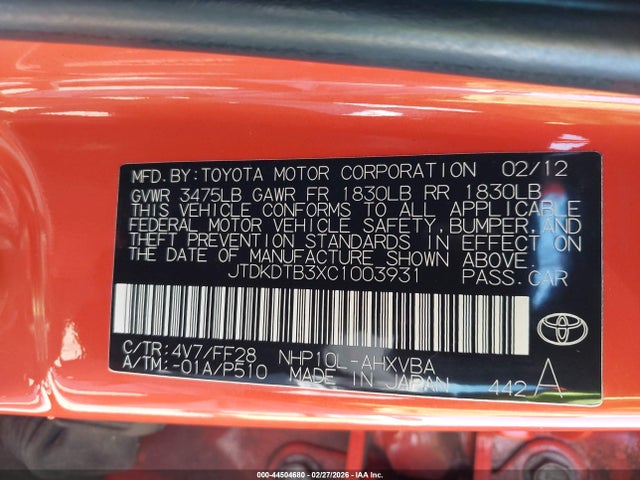 MFD.BY:TOYOTA MOTOR CORPORATION 02/12
GVWR 3475LB GAWR FR 1830LB RR 1830LB
THIS VEHICLE CONFORMS TO ALL APPLICABLE
FEDERAL MOTOR VEHICLE SAFETY,BUMPER,AND
THEFT PREVENTION STANDARDS IN EFFECT ON
THE DATE OF MANUFACTURE SHOWN ABOVE.
JTDKDTB3XC1003931 PASS.CAR
C/TR:4V7/FF28 NHP10L-AHXVBA
A/TM:-01A/P510 MADE IN JAPAN 442 A
000-44504680 - 02/27/2026 - IAA, Inc.